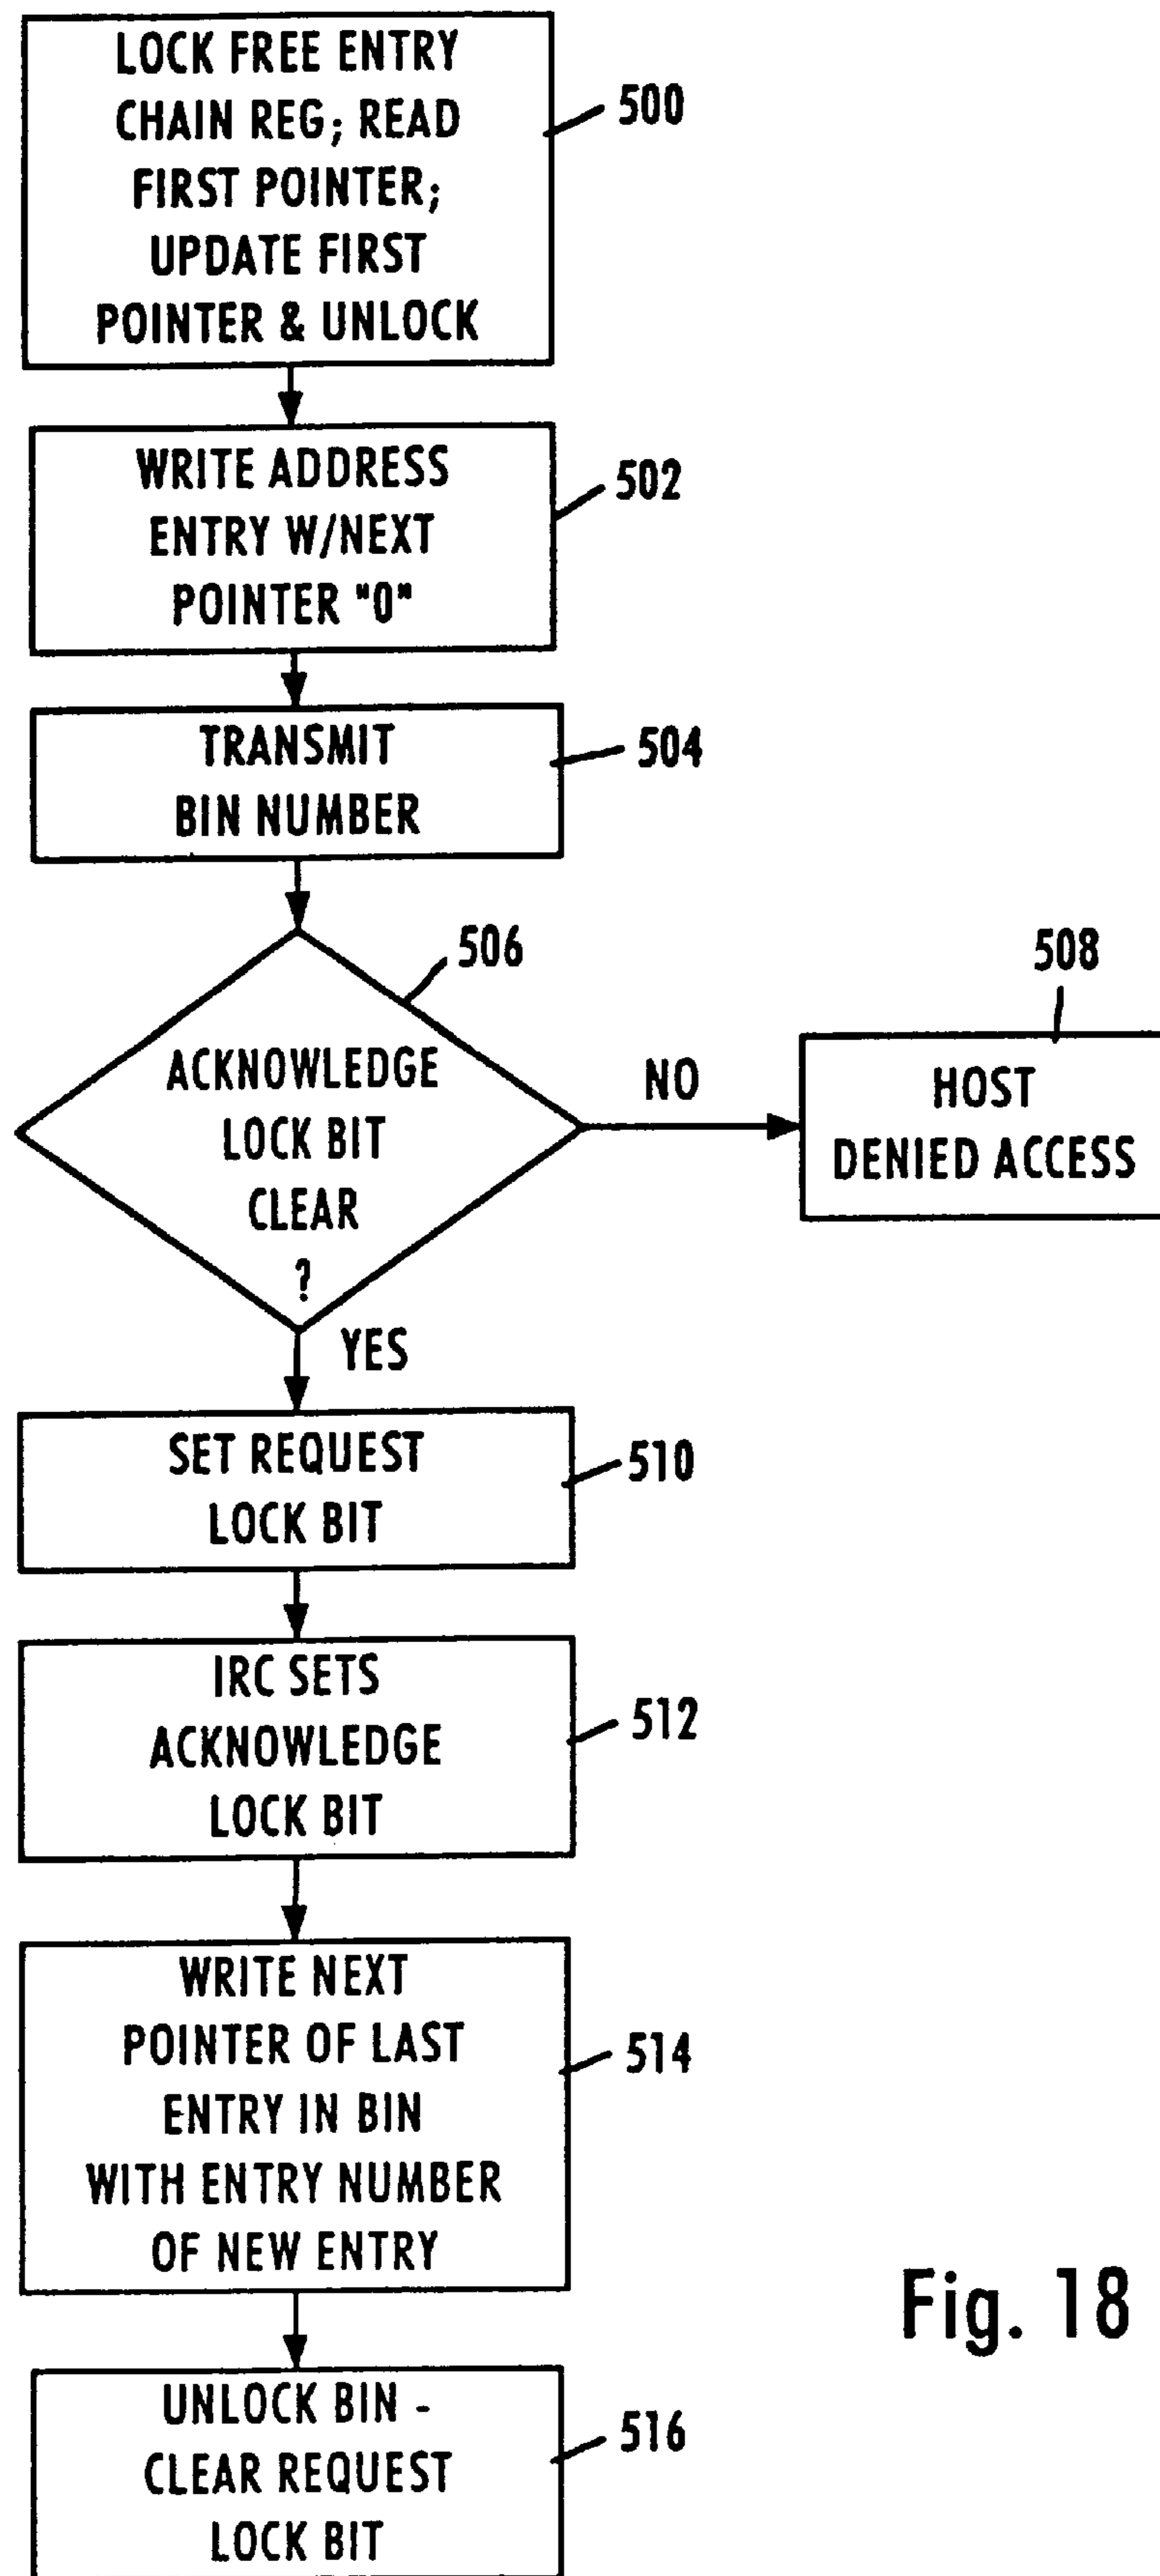 LOCK FREE ENTRY
CHAIN REG; READ
FIRST POINTER;
UPDATE FIRST
POINTER & UNLOCK
500
WRITE ADDRESS
ENTRY W/NEXT
POINTER "0"
502
TRANSMIT
BIN NUMBER
504
ACKNOWLEDGE
LOCK BIT
CLEAR
?
506
NO
508
HOST
DENIED ACCESS
YES
SET REQUEST
LOCK BIT
510
IRC SETS
ACKNOWLEDGE
LOCK BIT
512
WRITE NEXT
POINTER OF LAST
ENTRY IN BIN
WITH ENTRY NUMBER
OF NEW ENTRY
514
UNLOCK BIN -
CLEAR REQUEST
LOCK BIT
516
Fig. 18